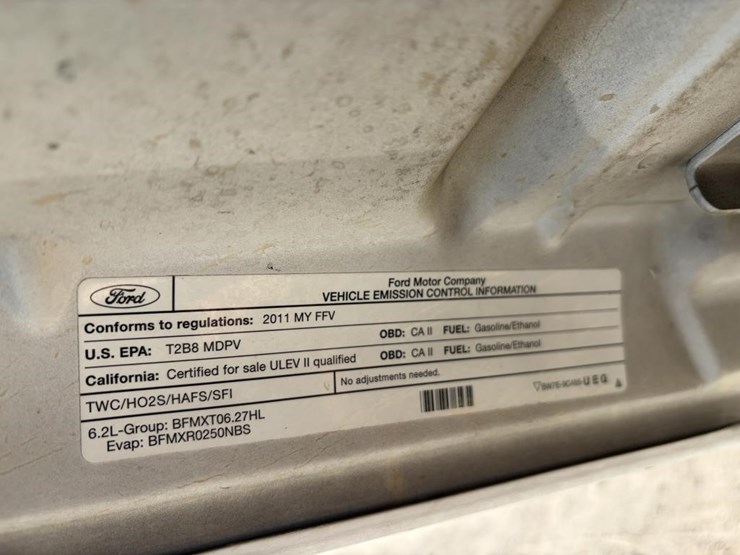 Ford
Ford Motor Company
VEHICLE EMISSION CONTROL INFORMATION
Conforms to regulations: 2011 MY FFV
U.S. EPA: T2B8 MDPV OBD: CA II FUEL: Gasoline/Ethanol
California: Certified for sale ULEV II qualified OBD: CA II FUEL: Gasoline/Ethanol
TWC/HO2S/HAFS/SFI No adjustments needed.
6.2L-Group: BFMXT06.27HL
Evap: BFMXR0250NBS
UEG